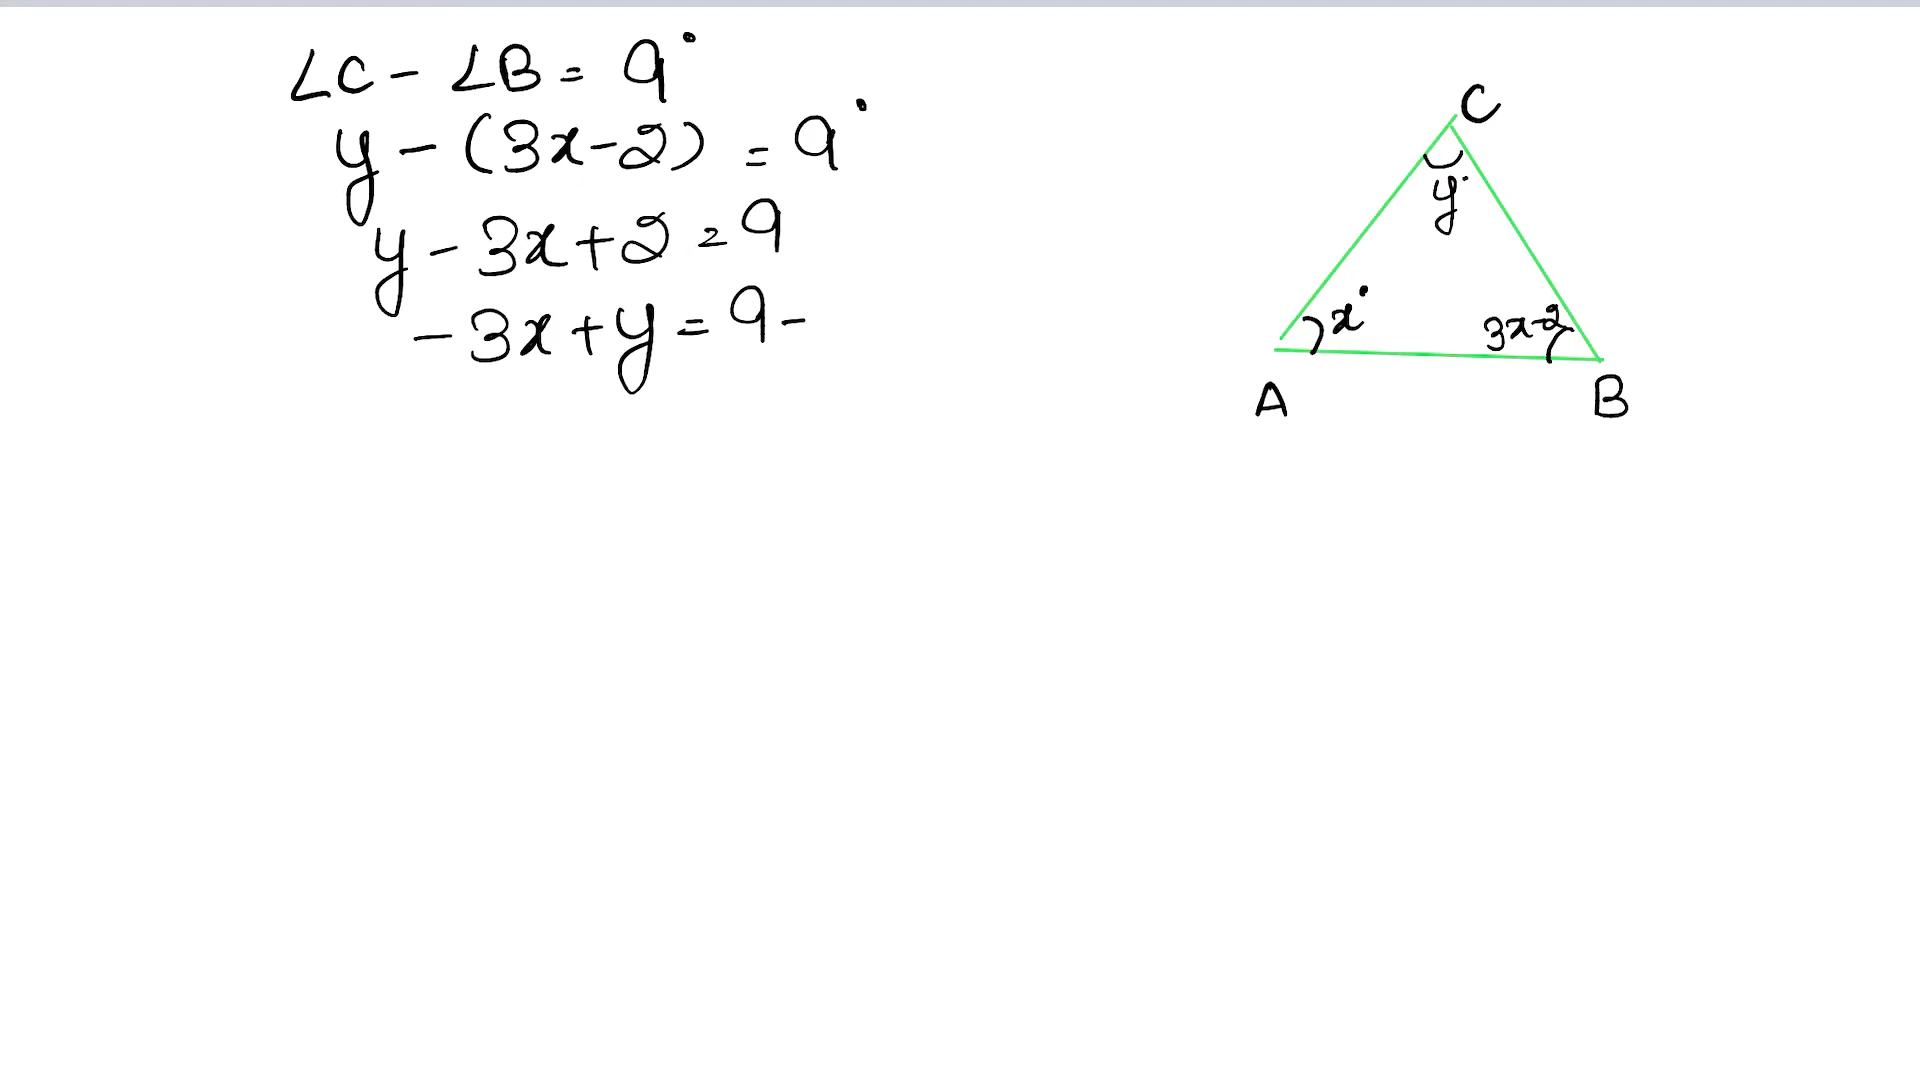 ∠C - ∠B = 9°
y - (3x-2) = 9°
y - 3x+2 = 9
-3x+y = 9-
C
y°
x°
3x-2
A
B